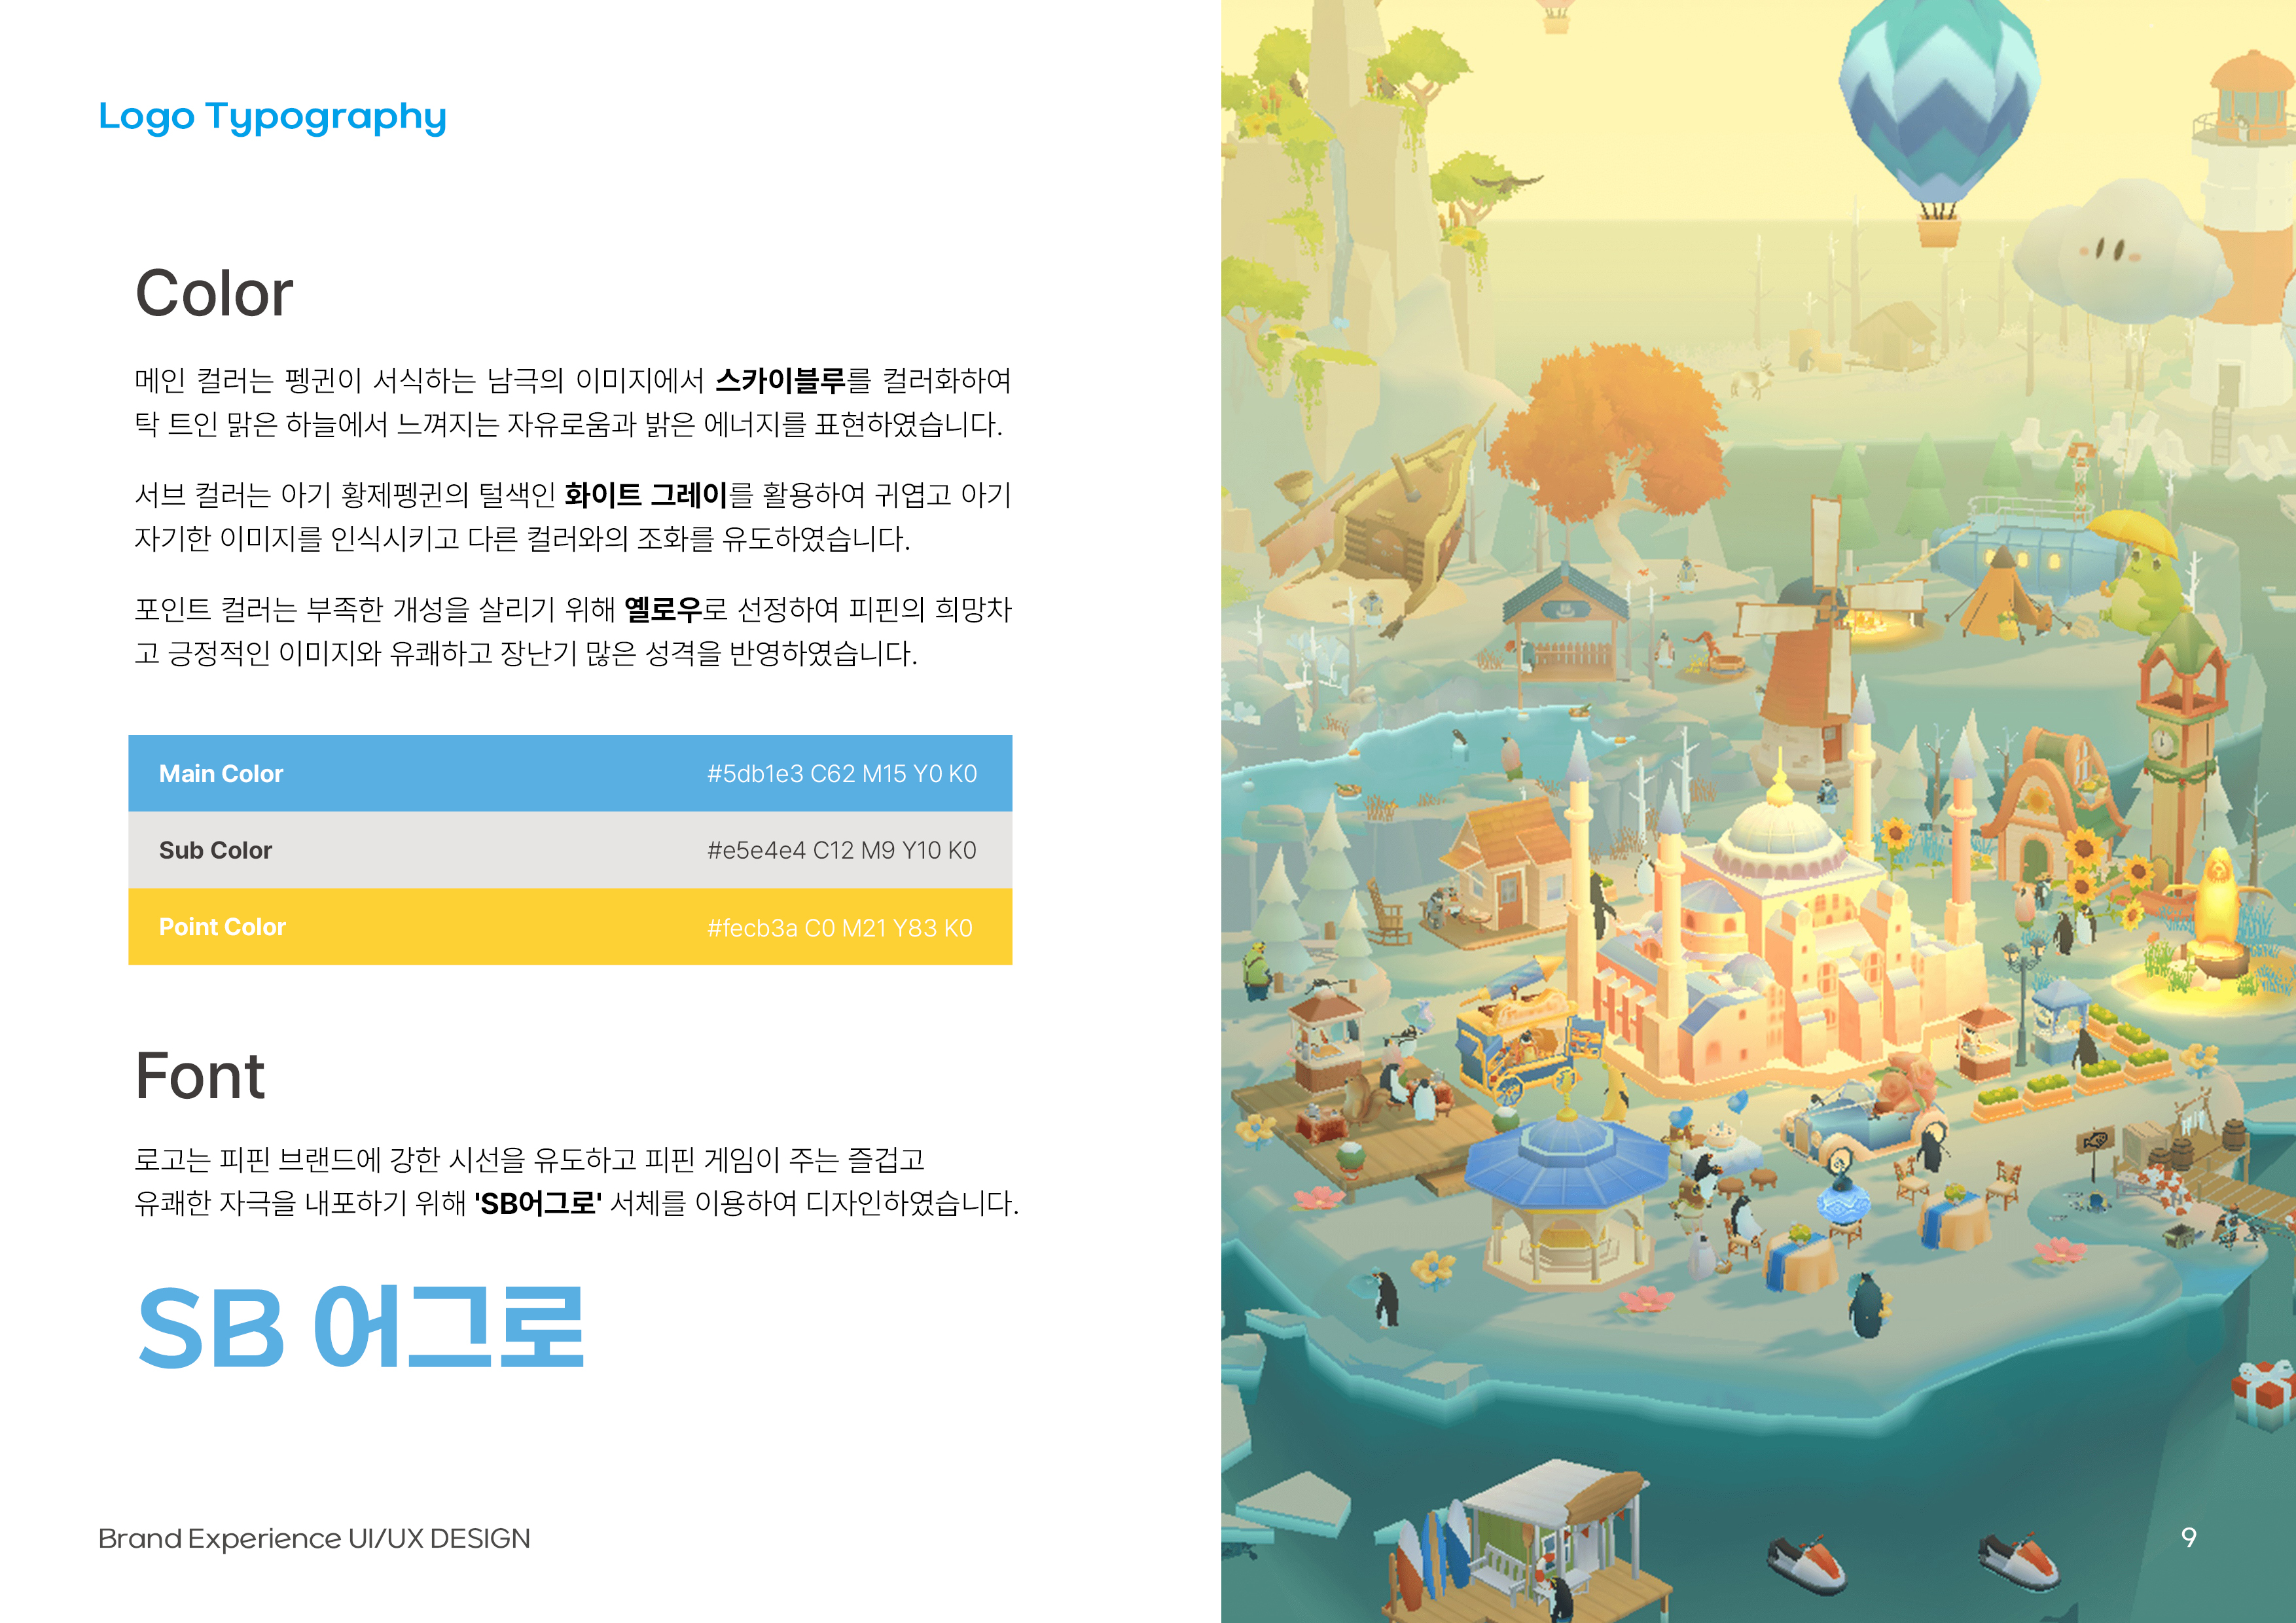 Logo Typography
Color
메인 컬러는 펭귄이 서식하는 남극의 이미지에서 스카이블루를 컬러화하여
탁 트인 맑은 하늘에서 느껴지는 자유로움과 밝은 에너지를 표현하였습니다.
서브 컬러는 아기 황제펭귄의 털색인 화이트 그레이를 활용하여 귀엽고 아기
자기한 이미지를 인식시키고 다른 컬러와의 조화를 유도하였습니다.
포인트 컬러는 부족한 개성을 살리기 위해 옐로우로 선정하여 피핀의 희망차
고 긍정적인 이미지와 유쾌하고 장난기 많은 성격을 반영하였습니다.
Main Color #5db1e3 C62 M15 Y0 K0
Sub Color #e5e4e4 C12 M9 Y10 K0
Point Color #fecb3a C0 M21 Y83 K0
Font
로고는 피핀 브랜드에 강한 시선을 유도하고 피핀 게임이 주는 즐겁고
유쾌한 자극을 내포하기 위해 'SB어그로' 서체를 이용하여 디자인하였습니다.
SB 어그로
Brand Experience UI/UX DESIGN
9